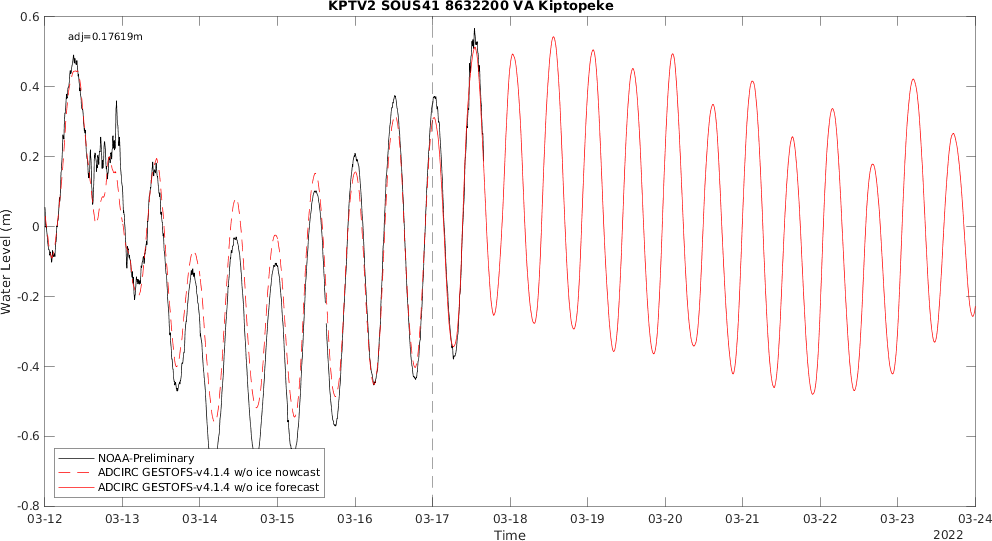 KPTV2 SOUS41 8632200 VA Kiptopeke
adj=0.17619m
0.6
0.4
0.2
0
-0.2
-0.4
-0.6
-0.8
Water Level (m)
NOAA-Preliminary
ADCIRC GESTOFS-v4.1.4 w/o ice nowcast
ADCIRC GESTOFS-v4.1.4 w/o ice forecast
03-12 03-13 03-14 03-15 03-16 03-17 03-18 03-19 03-20 03-21 03-22 03-23 03-24
Time
2022